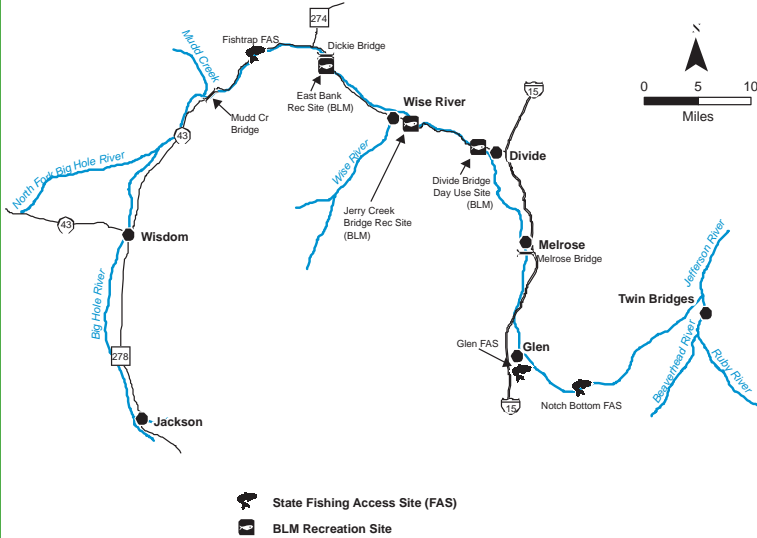 274
Fishtrap FAS
Dickie Bridge
Mudd Creek
East Bank
Rec Site (BLM)
Mudd Cr
Bridge
Wise River
15
N
0 5 10
Miles
43
Divide
North Fork Big Hole River
Wise River
Divide Bridge
Day Use Site
(BLM)
Jerry Creek
Bridge Rec Site
(BLM)
43
Wisdom
Melrose
Melrose Bridge
Jefferson River
Big Hole River
Twin Bridges
278
Glen FAS
Glen
Beaverhead River
Ruby River
15
Notch Bottom FAS
Jackson
State Fishing Access Site (FAS)
BLM Recreation Site